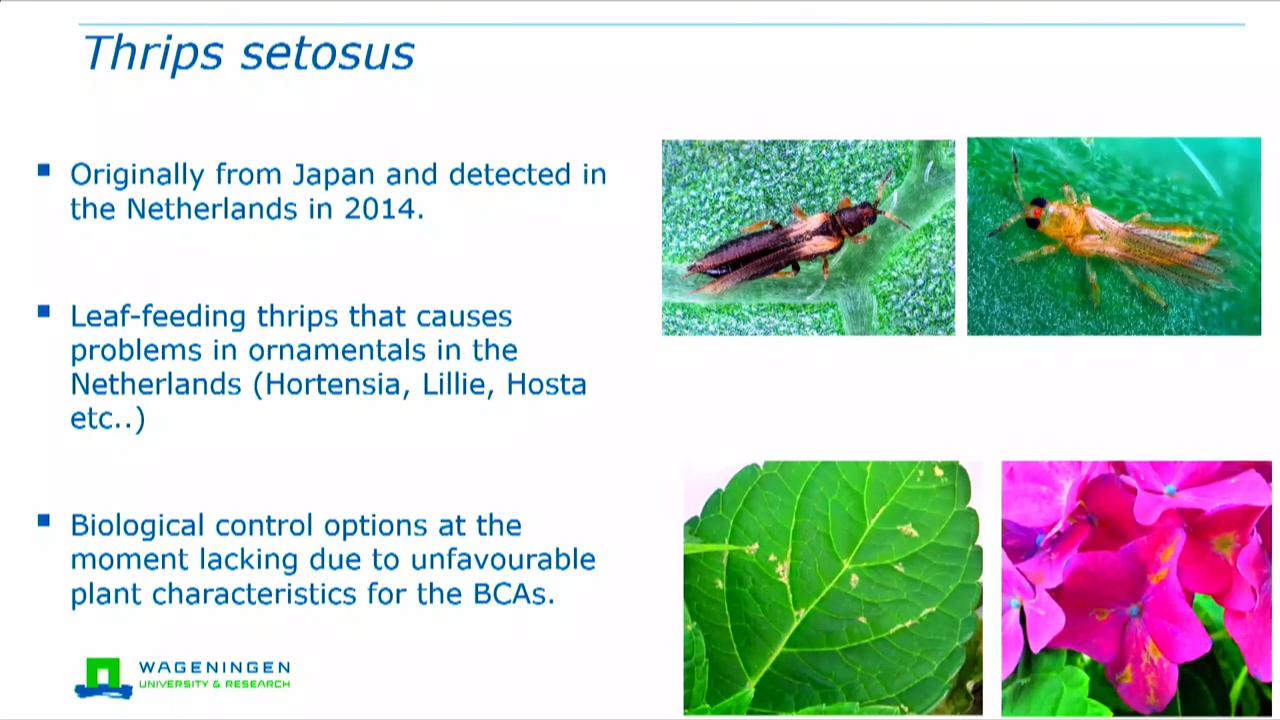 Thrips setosus
Originally from Japan and detected in
the Netherlands in 2014.
Leaf-feeding thrips that causes
problems in ornamentals in the
Netherlands (Hortensia, Lillie, Hosta
etc..)
Biological control options at the
moment lacking due to unfavourable
plant characteristics for the BCAs.
WAGENINGEN
UNIVERSITY & RESEARCH